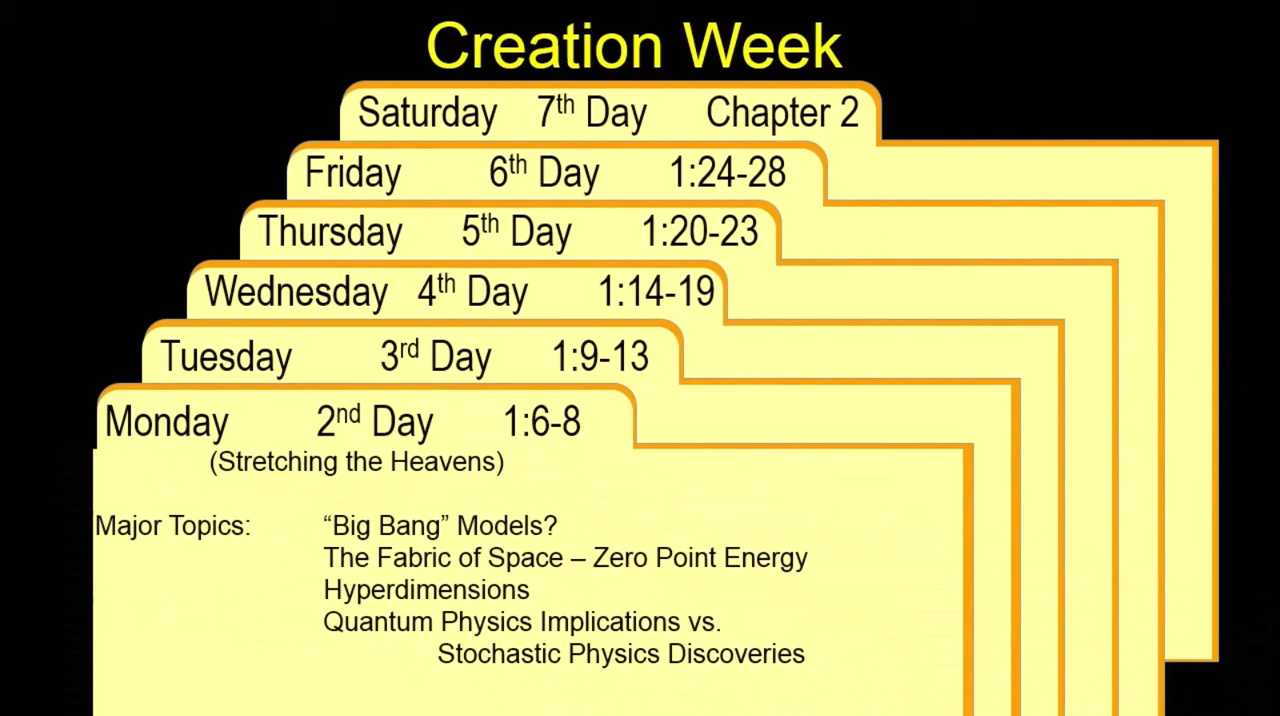 Creation Week
Saturday 7th Day Chapter 2
Friday 6th Day 1:24-28
Thursday 5th Day 1:20-23
Wednesday 4th Day 1:14-19
Tuesday 3rd Day 1:9-13
Monday 2nd Day 1:6-8
(Stretching the Heavens)
Major Topics: “Big Bang” Models?
The Fabric of Space – Zero Point Energy
Hyperdimensions
Quantum Physics Implications vs.
Stochastic Physics Discoveries